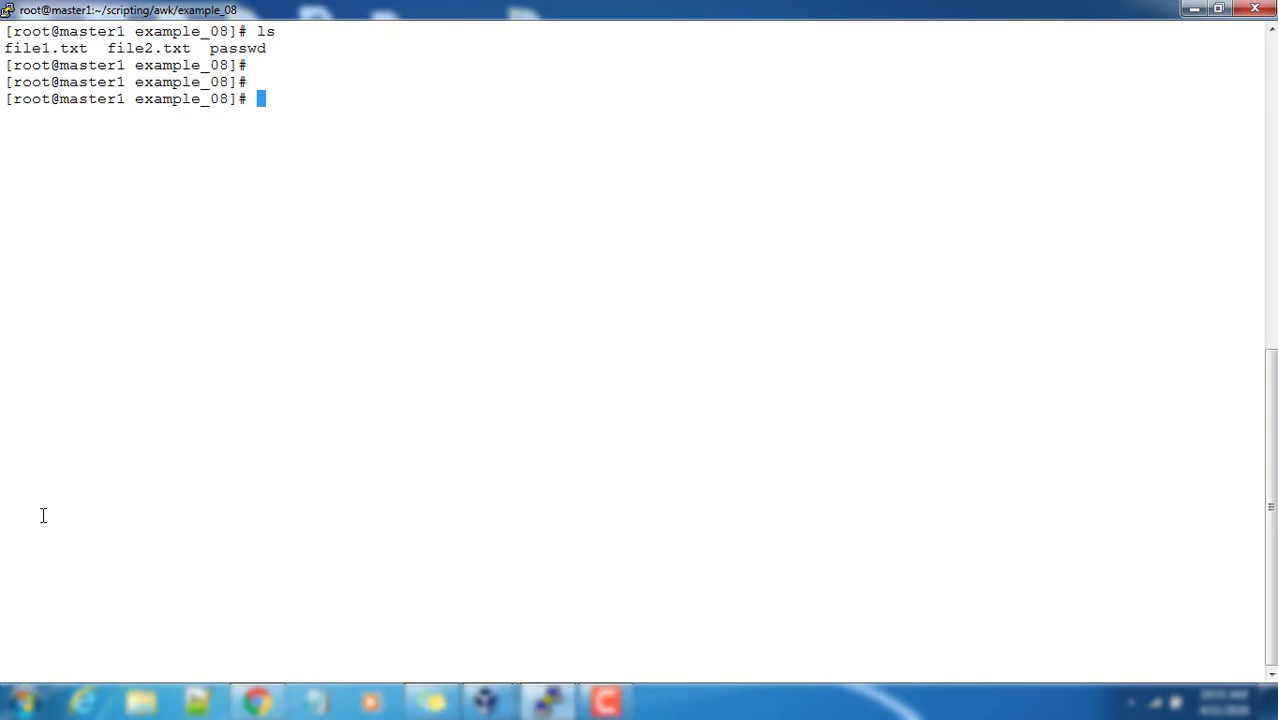 root@master1:~/scripting/awk/example_08
[root@master1 example_08]# ls
file1.txt  file2.txt  passwd
[root@master1 example_08]#
[root@master1 example_08]#
[root@master1 example_08]#